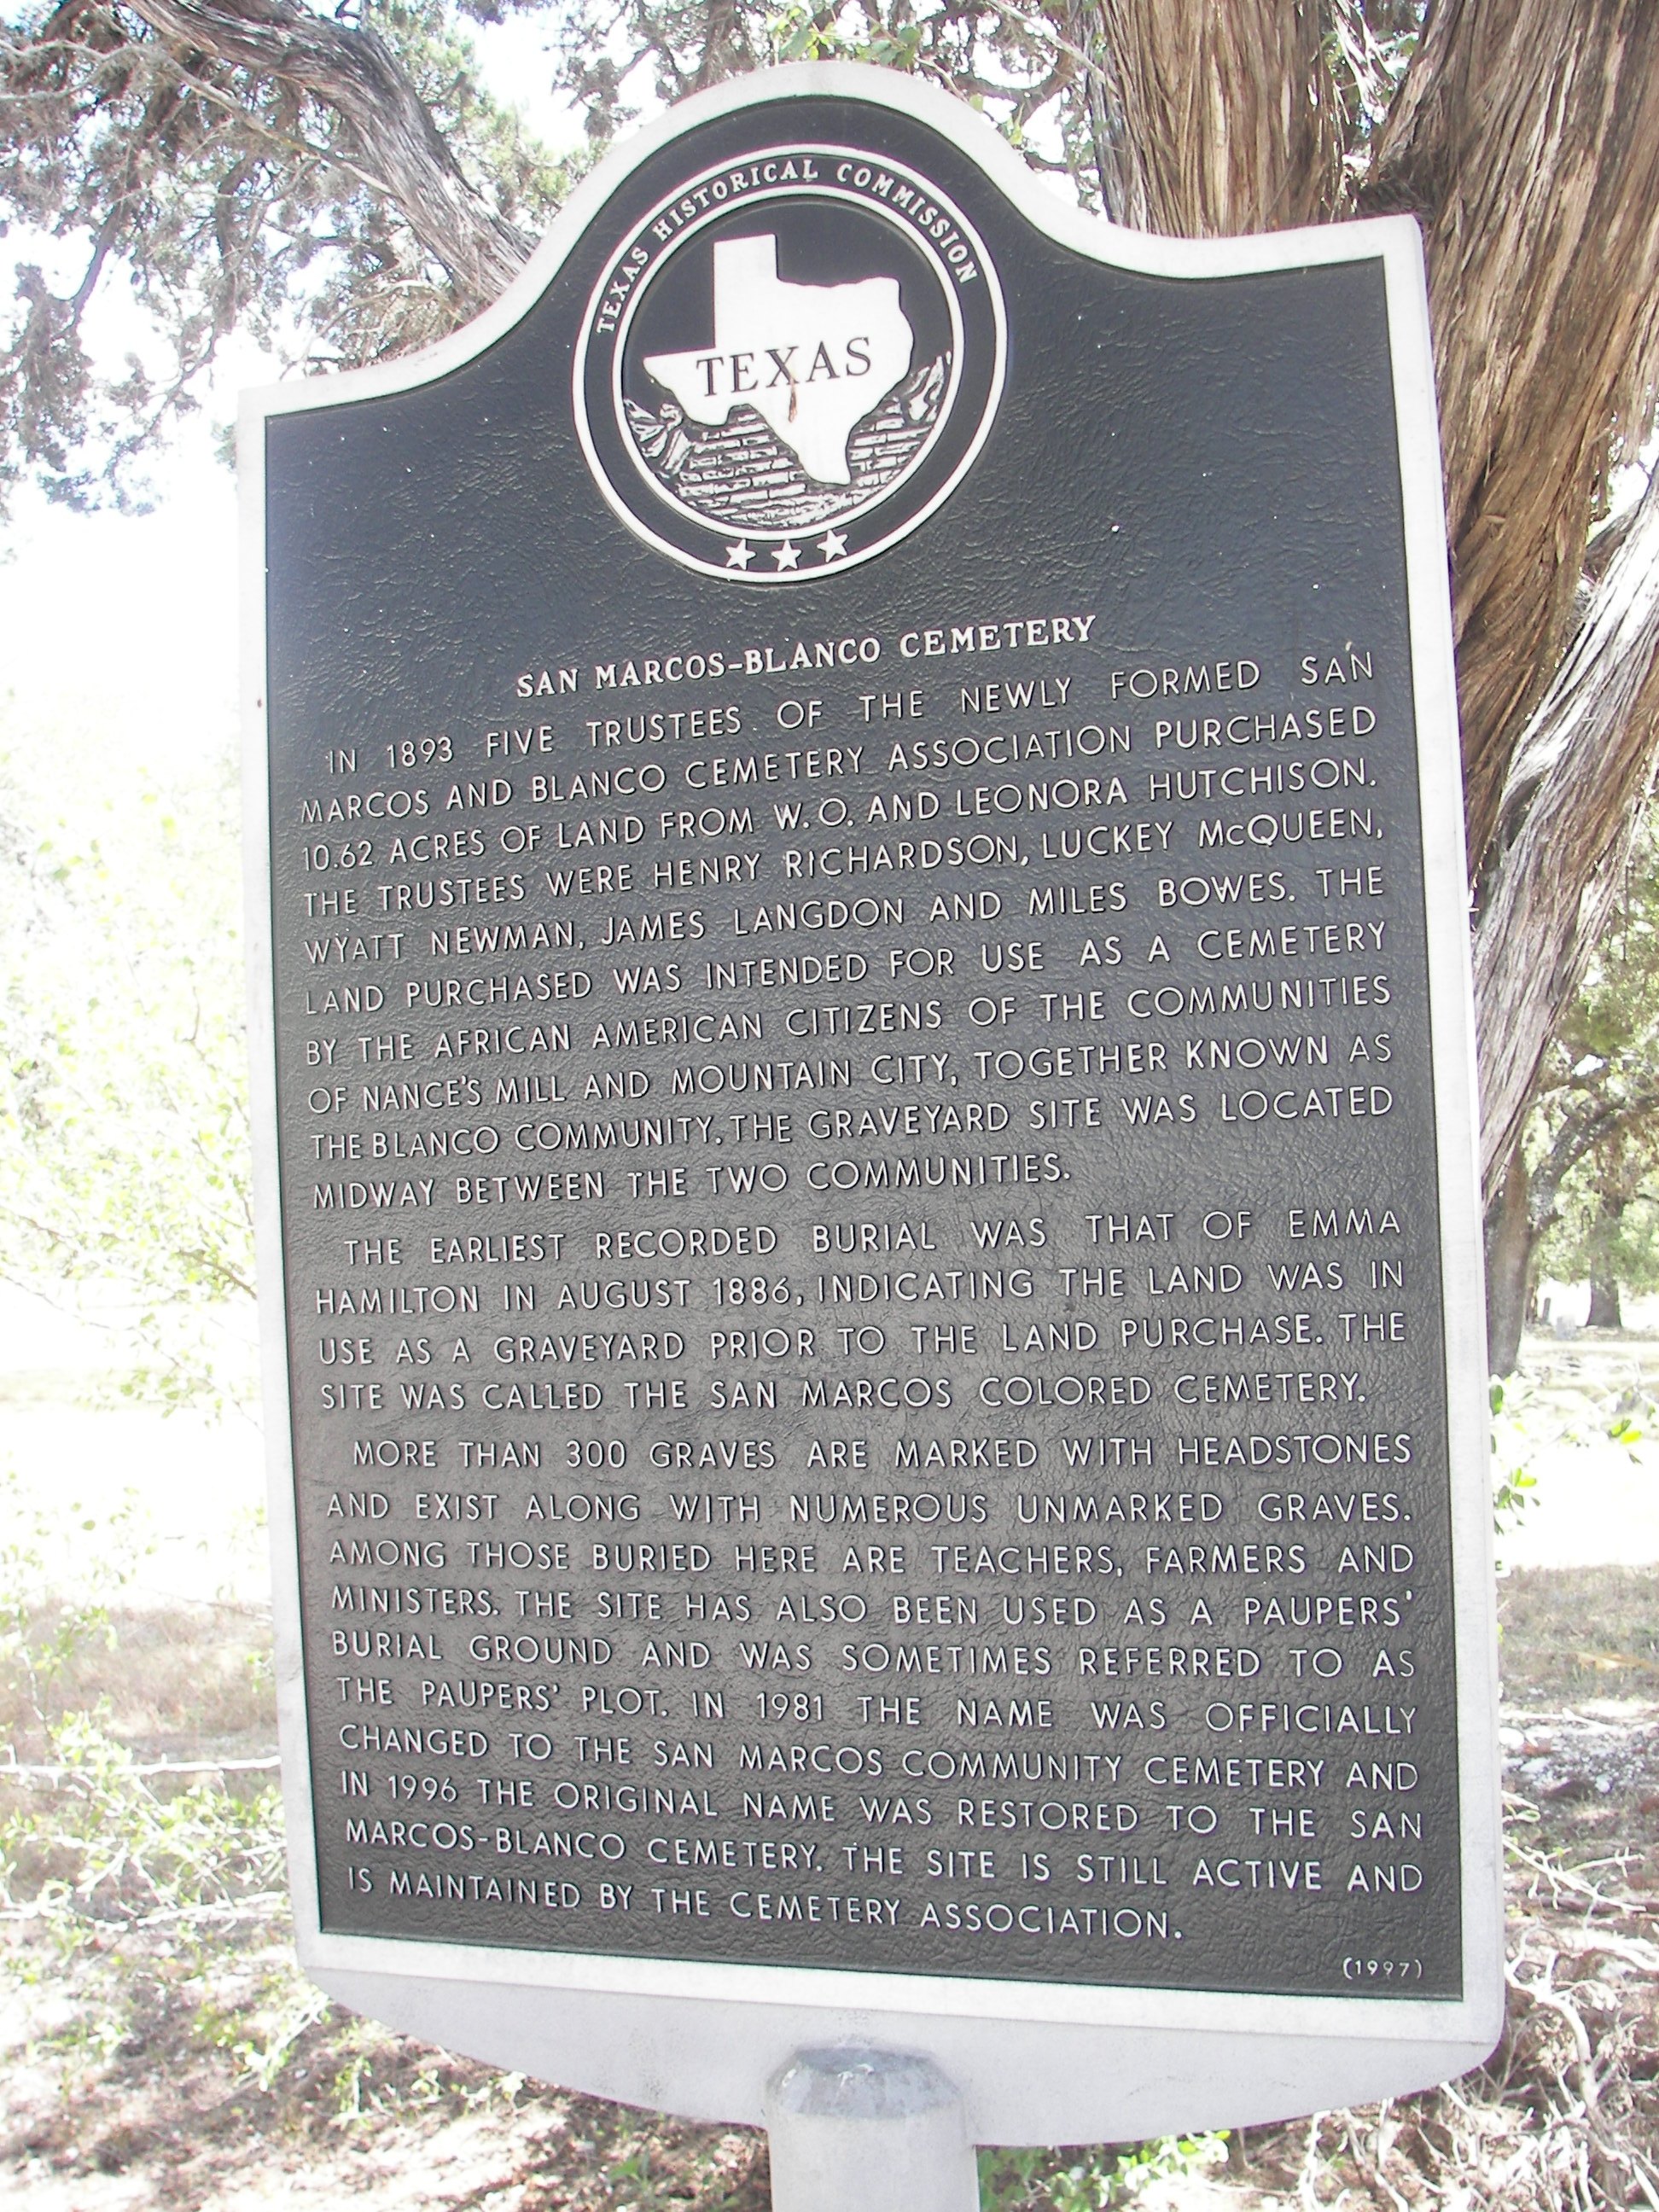 TEXAS HISTORICAL COMMISSION
TEXAS
SAN MARCOS-BLANCO CEMETERY
IN 1893 FIVE TRUSTEES OF THE NEWLY FORMED SAN
MARCOS AND BLANCO CEMETERY ASSOCIATION PURCHASED
10.62 ACRES OF LAND FROM W.O. AND LEONORA HUTCHISON.
THE TRUSTEES WERE HENRY RICHARDSON, LUCKEY McQUEEN,
WYATT NEWMAN, JAMES LANGDON AND MILES BOWES. THE
LAND PURCHASED WAS INTENDED FOR USE AS A CEMETERY
BY THE AFRICAN AMERICAN CITIZENS OF THE COMMUNITIES
OF NANCE'S MILL AND MOUNTAIN CITY, TOGETHER KNOWN AS
THE BLANCO COMMUNITY. THE GRAVEYARD SITE WAS LOCATED
MIDWAY BETWEEN THE TWO COMMUNITIES.
THE EARLIEST RECORDED BURIAL WAS THAT OF EMMA
HAMILTON IN AUGUST 1886, INDICATING THE LAND WAS IN
USE AS A GRAVEYARD PRIOR TO THE LAND PURCHASE. THE
SITE WAS CALLED THE SAN MARCOS COLORED CEMETERY.
MORE THAN 300 GRAVES ARE MARKED WITH HEADSTONES
AND EXIST ALONG WITH NUMEROUS UNMARKED GRAVES.
AMONG THOSE BURIED HERE ARE TEACHERS, FARMERS AND
MINISTERS. THE SITE HAS ALSO BEEN USED AS A PAUPERS'
BURIAL GROUND AND WAS SOMETIMES REFERRED TO AS
THE PAUPERS' PLOT. IN 1981 THE NAME WAS OFFICIALLY
CHANGED TO THE SAN MARCOS COMMUNITY CEMETERY AND
IN 1996 THE ORIGINAL NAME WAS RESTORED TO THE SAN
MARCOS-BLANCO CEMETERY. THE SITE IS STILL ACTIVE AND
IS MAINTAINED BY THE CEMETERY ASSOCIATION.
(1997)